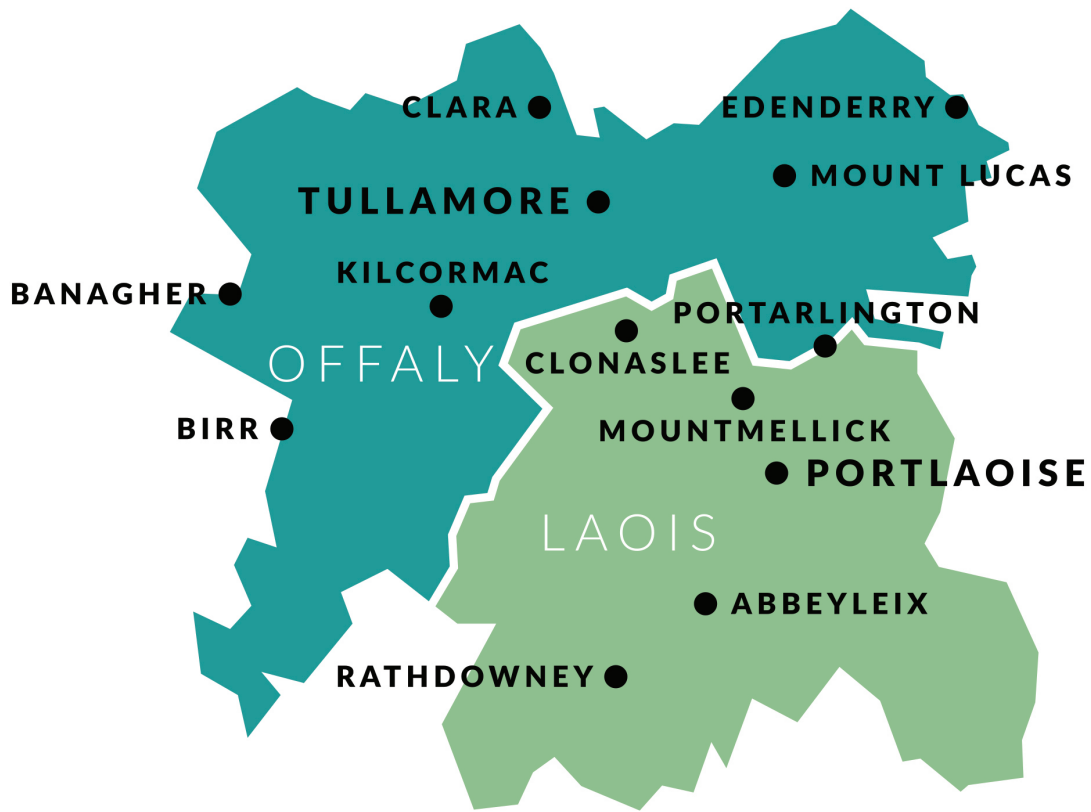 CLARA
EDENDERRY
MOUNT LUCAS
TULLAMORE
KILCORMAC
BANAGHER
PORTARLINGTON
OFFALY
CLONASLEE
BIRR
MOUNTMELLICK
PORTLAOISE
LAOIS
ABBEYLEIX
RATHDOWNEY